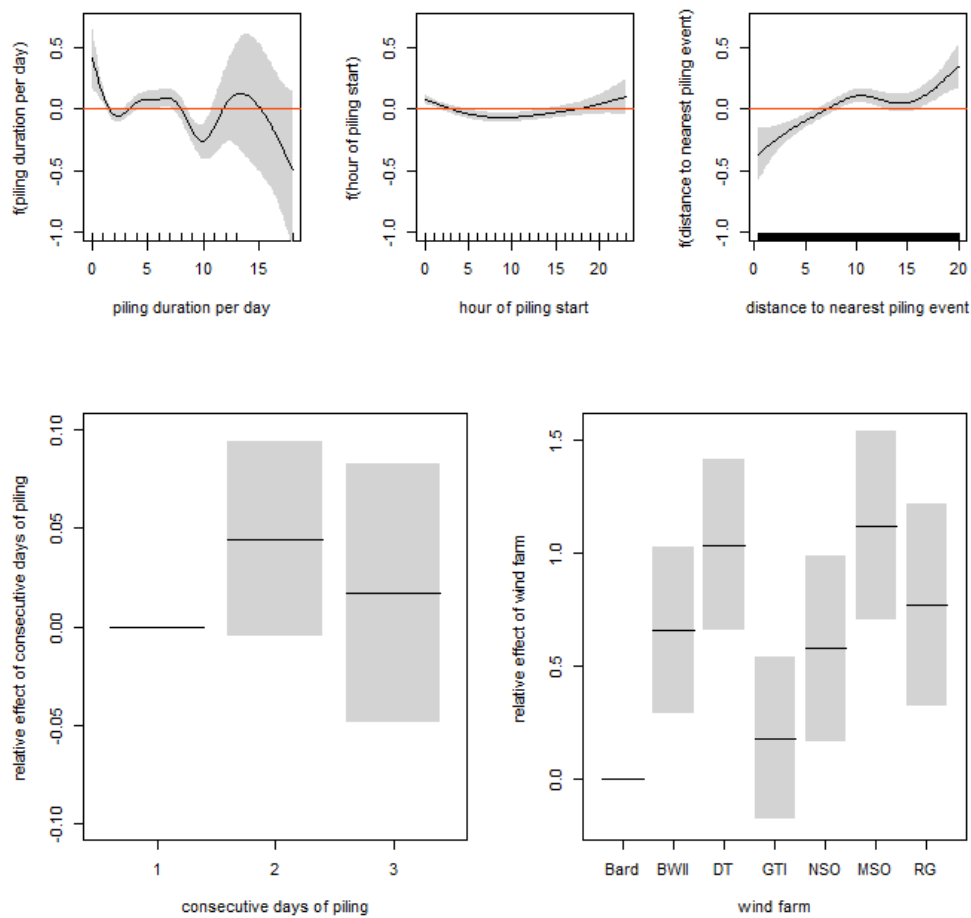 f(piling duration per day)
0.5
0.0
-0.5
-1.0
0 5 10 15
piling duration per day
f(hour of piling start)
0.5
0.0
-0.5
-1.0
0 5 10 15 20
hour of piling start
f(distance to nearest piling event)
0.5
0.0
-0.5
-1.0
0 5 10 15 20
distance to nearest piling event
relative effect of consecutive days of piling
0.10
0.05
0.00
-0.05
-0.10
1 2 3
consecutive days of piling
relative effect of wind farm
1.5
1.0
0.5
0.0
Bard BWII DT GTI NSO MSO RG
wind farm